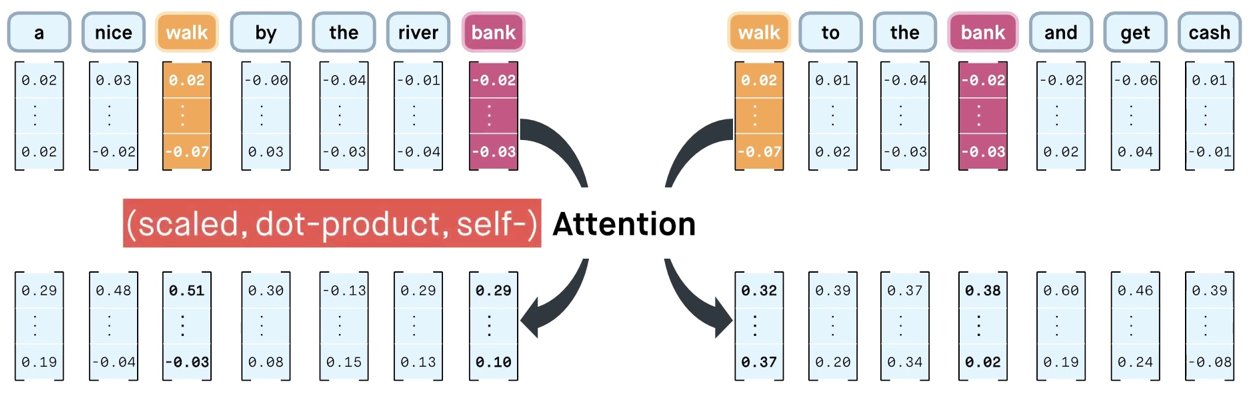 a nice walk by the river bank walk to the bank and get cash
0.02 0.03 0.02 -0.00 -0.04 -0.01 -0.02 0.02 0.01 -0.04 -0.02 -0.02 -0.06 0.01
⋮ ⋮ ⋮ ⋮ ⋮ ⋮ ⋮ ⋮ ⋮ ⋮ ⋮ ⋮ ⋮ ⋮
0.02 -0.02 -0.07 0.03 -0.03 -0.04 -0.03 -0.07 0.02 -0.03 -0.03 0.02 0.04 -0.01
(scaled, dot-product, self-) Attention
0.29 0.48 0.51 0.30 -0.13 0.29 0.29 0.32 0.39 0.37 0.38 0.60 0.46 0.39
⋮ ⋮ ⋮ ⋮ ⋮ ⋮ ⋮ ⋮ ⋮ ⋮ ⋮ ⋮ ⋮ ⋮
0.19 -0.04 -0.03 0.08 0.15 0.13 0.10 0.37 0.20 0.34 0.02 0.19 0.24 -0.08